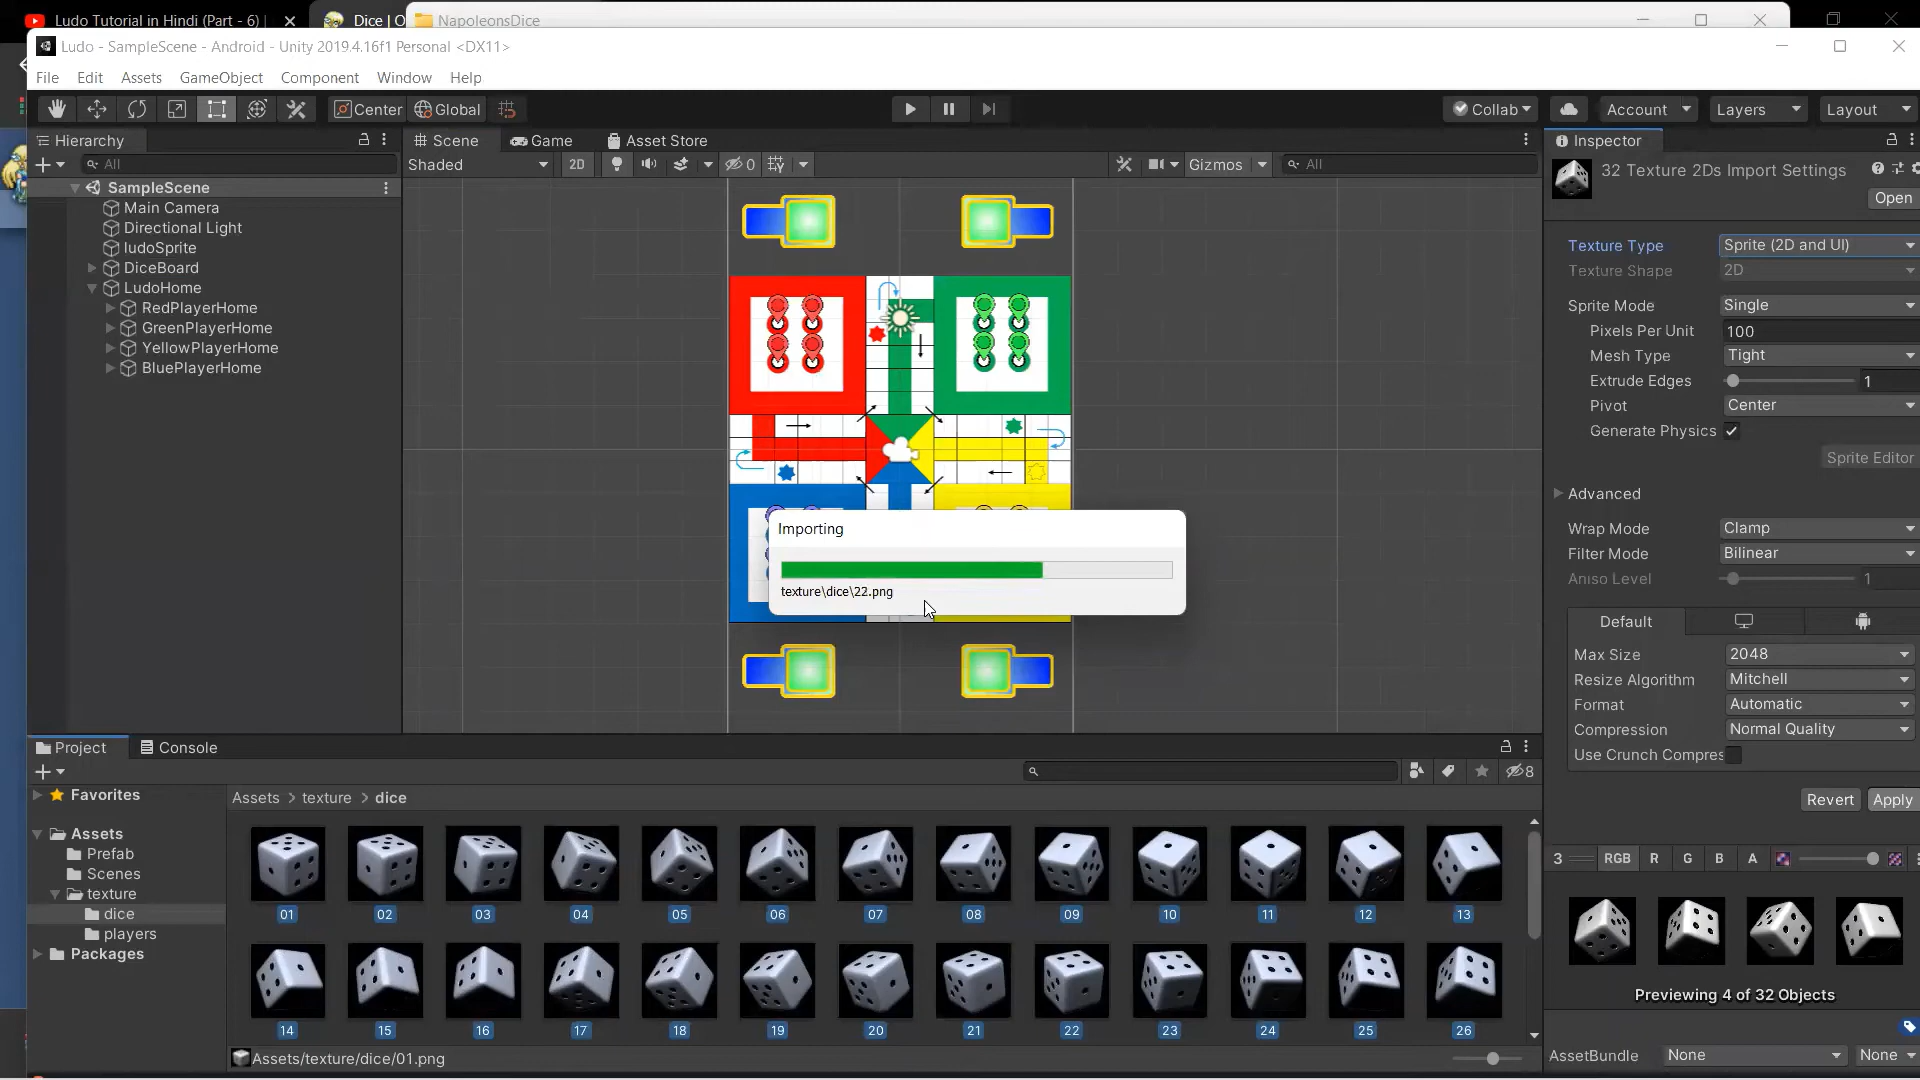 Ludo Tutorial in Hindi (Part - 6) |
Dice | O
NapoleonsDice
Ludo - SampleScene - Android - Unity 2019.4.16f1 Personal <DX11>
File Edit Assets GameObject Component Window Help
Center Global
Collab Account Layers Layout
Hierarchy
All
SampleScene
Main Camera
Directional Light
ludoSprite
DiceBoard
LudoHome
RedPlayerHome
GreenPlayerHome
YellowPlayerHome
BluePlayerHome
Scene Game Asset Store
Shaded 2D 0 Gizmos All
Importing
texture\dice\22.png
Inspector
32 Texture 2Ds Import Settings
Open
Texture Type Sprite (2D and UI)
Texture Shape 2D
Sprite Mode Single
Pixels Per Unit 100
Mesh Type Tight
Extrude Edges 1
Pivot Center
Generate Physics
Sprite Editor
Advanced
Wrap Mode Clamp
Filter Mode Bilinear
Aniso Level 1
Default
Max Size 2048
Resize Algorithm Mitchell
Format Automatic
Compression Normal Quality
Use Crunch Compres
Revert Apply
3 RGB R G B A
Previewing 4 of 32 Objects
AssetBundle None None
Project Console
8
Favorites
Assets
Prefab
Scenes
texture
dice
players
Packages
Assets > texture > dice
01 02 03 04 05 06 07 08 09 10 11 12 13
14 15 16 17 18 19 20 21 22 23 24 25 26
Assets/texture/dice/01.png